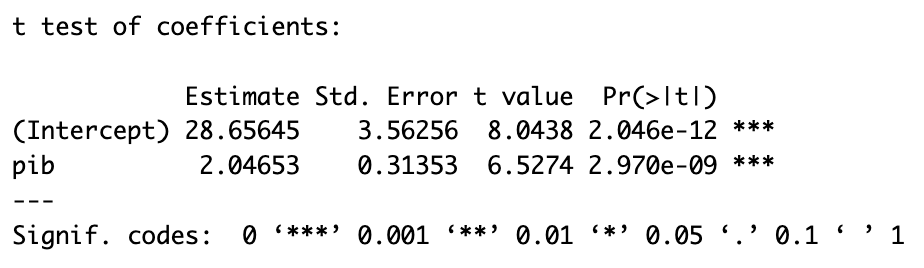 t test of coefficients:
Estimate Std. Error t value Pr(>|t|)
(Intercept) 28.65645 3.56256 8.0438 2.046e-12 ***
pib 2.04653 0.31353 6.5274 2.970e-09 ***
---
Signif. codes: 0 ‘***’ 0.001 ‘**’ 0.01 ‘*’ 0.05 ‘.’ 0.1 ‘ ’ 1